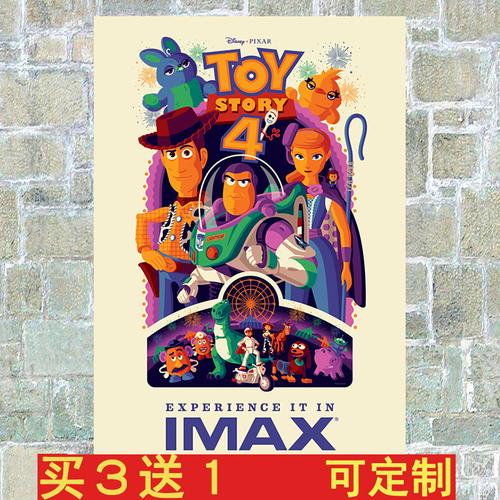 Disney · PIXAR
TOY
STORY
4
EXPERIENCE IT IN
IMAX®
买3送1 可定制